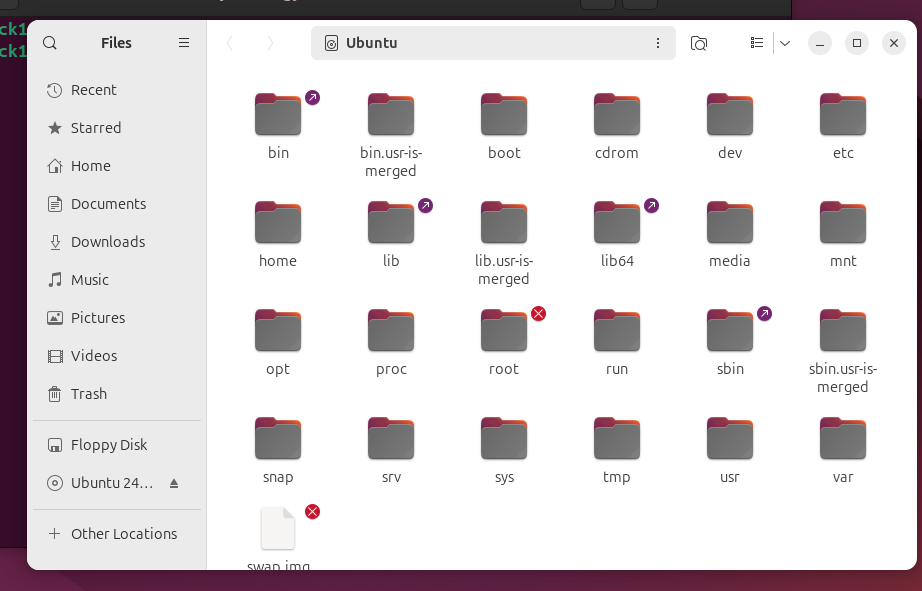 ck1
ck1
Files
Ubuntu
Recent
Starred
Home
Documents
Downloads
Music
Pictures
Videos
Trash
Floppy Disk
Ubuntu 24…
Other Locations
bin
bin.usr-is-
merged
boot
cdrom
dev
etc
home
lib
lib.usr-is-
merged
lib64
media
mnt
opt
proc
root
run
sbin
sbin.usr-is-
merged
snap
srv
sys
tmp
usr
var
swap.img